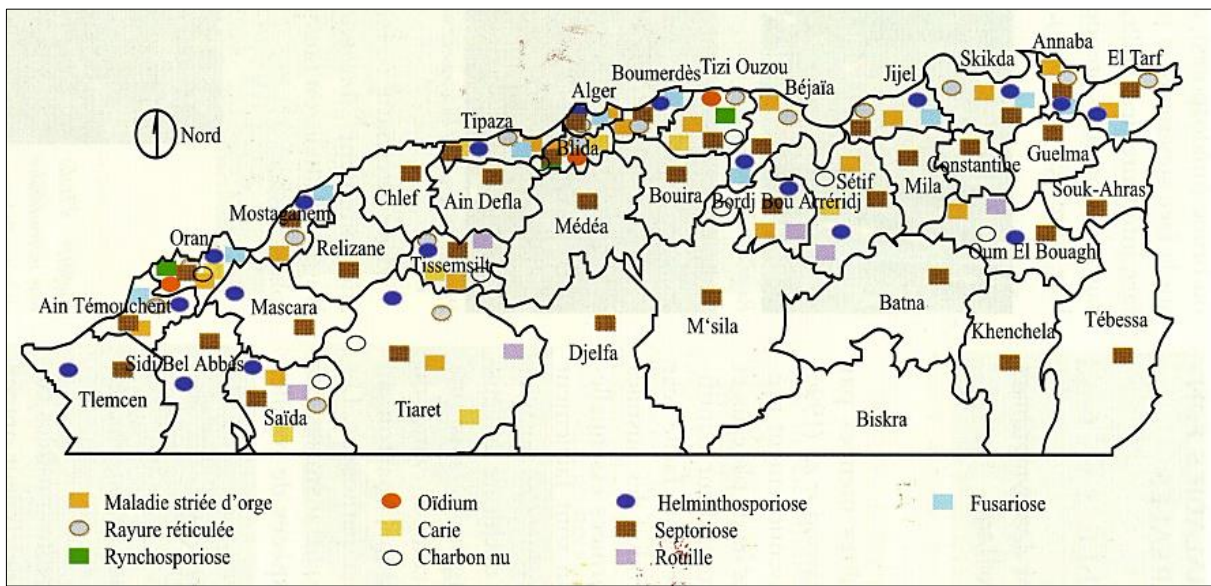 Annaba
Skikda
El Tarf
Tizi Ouzou
Boumerdès
Béjaïa
Jijel
Alger
Nord
Tipaza
Blida
Constantine
Guelma
Chlef
Ain Defla
Bouira
Sétif
Mila
Souk-Ahras
Bordj Bou Arréridj
Mostaganem
Médéa
Oran
Relizane
Tissemsilt
Oum El Bouaghi
Ain Témouchent
Mascara
Batna
M'sila
Khenchela
Tébessa
Djelfa
Sidi Bel Abbés
Tlemcen
Saïda
Tiaret
Biskra
Maladie striée d'orge
Oïdium
Helminthosporiose
Fusariose
Rayure réticulée
Carie
Septoriose
Rynchosporiose
Charbon nu
Rouille